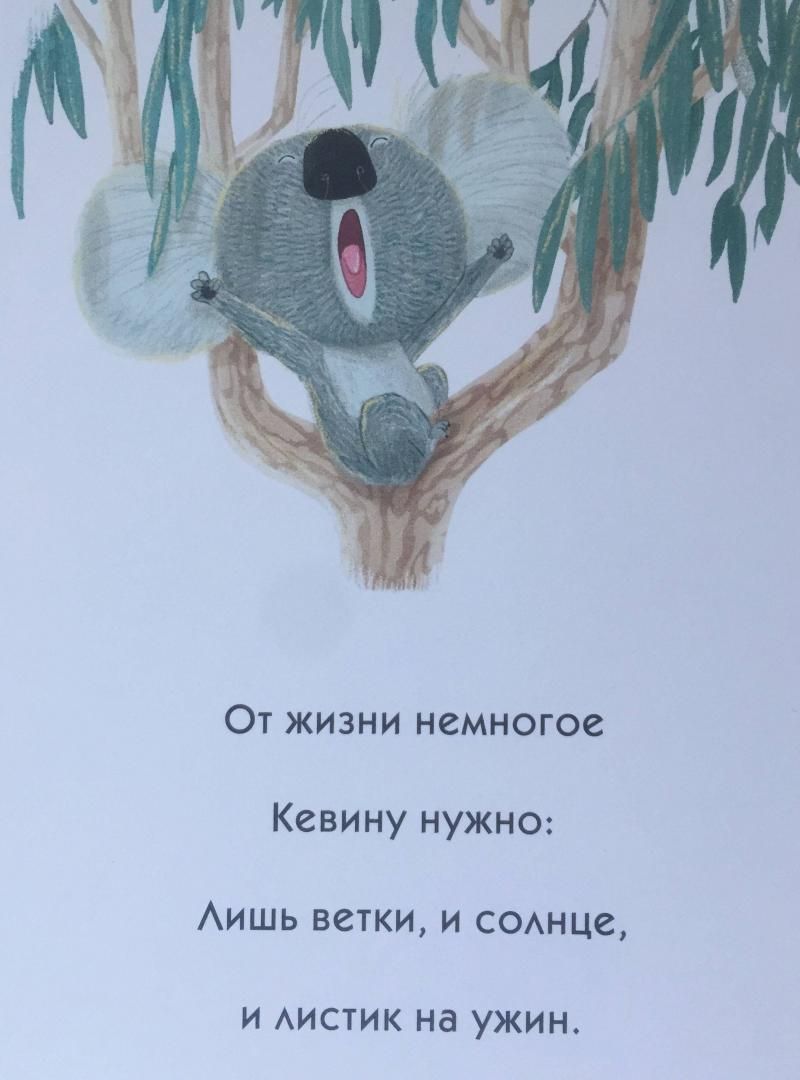 От жизни немногое
Кевину нужно:
Лишь ветки, и солнце,
и листик на ужин.